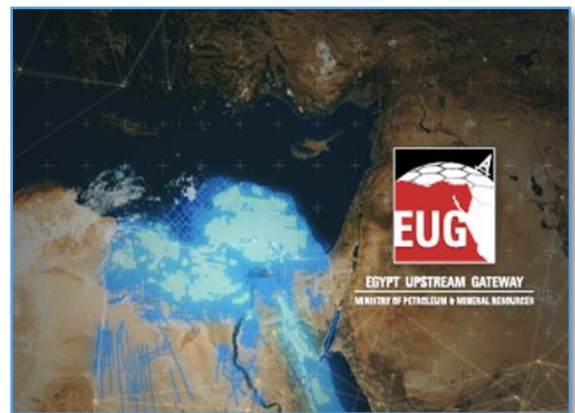 EUG
EGYPT UPSTREAM GATEWAY
MINISTRY OF PETROLEUM & MINERAL RESOURCES